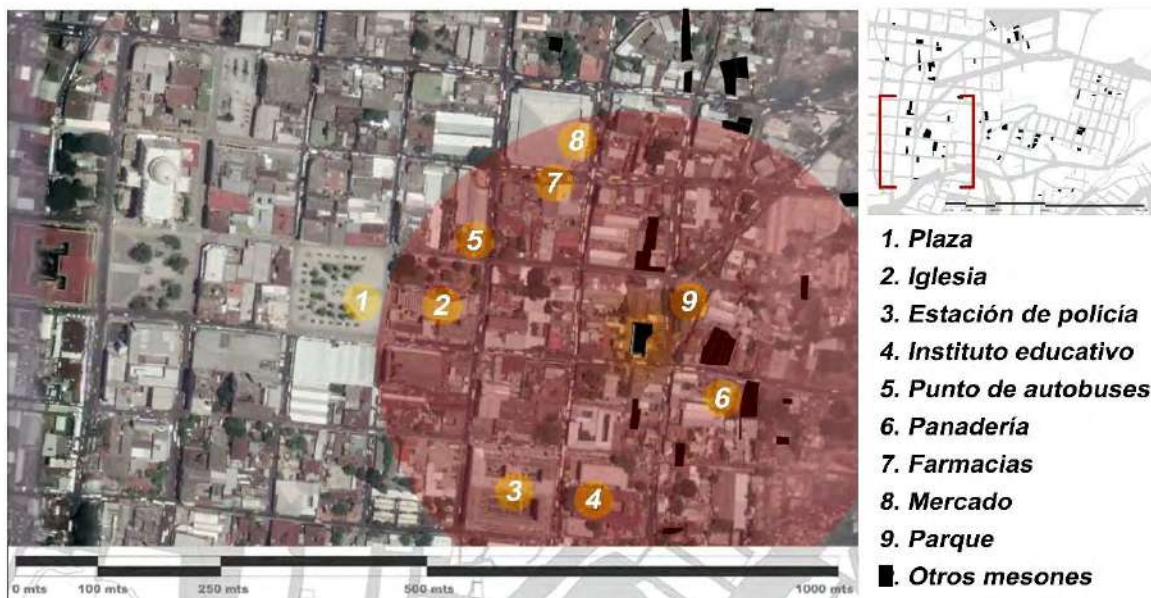 8
7
5
1
2
9
6
3
4
0 mts 100 mts 250 mts 500 mts 1000 mts
1. Plaza
2. Iglesia
3. Estación de policía
4. Instituto educativo
5. Punto de autobuses
6. Panadería
7. Farmacias
8. Mercado
9. Parque
. Otros mesones